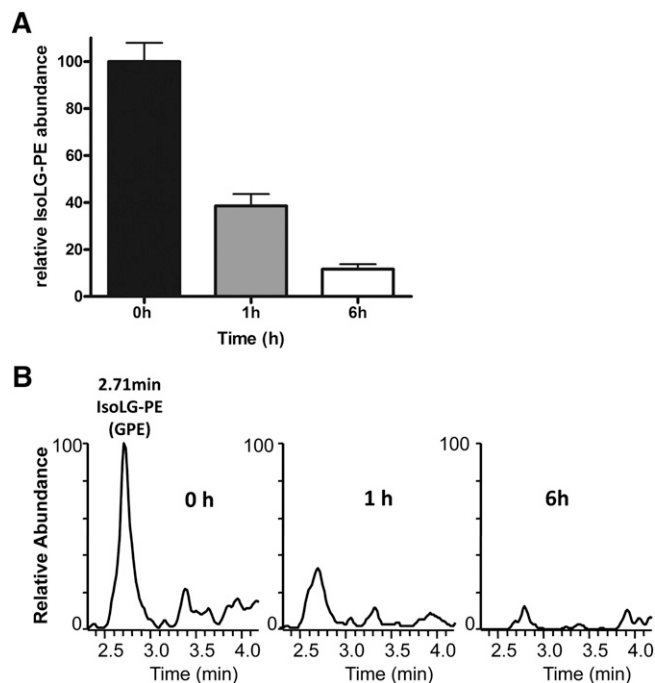 A
relative IsoLG-PE abundance
100
80
60
40
20
0
0h 1h 6h
Time (h)
B
2.71min
IsoLG-PE
(GPE)
Relative Abundance
100 100 100
0 h 1 h 6h
0 0 0
2.5 3.0 3.5 4.0 2.5 3.0 3.5 4.0 2.5 3.0 3.5 4.0
Time (min) Time (min) Time (min)